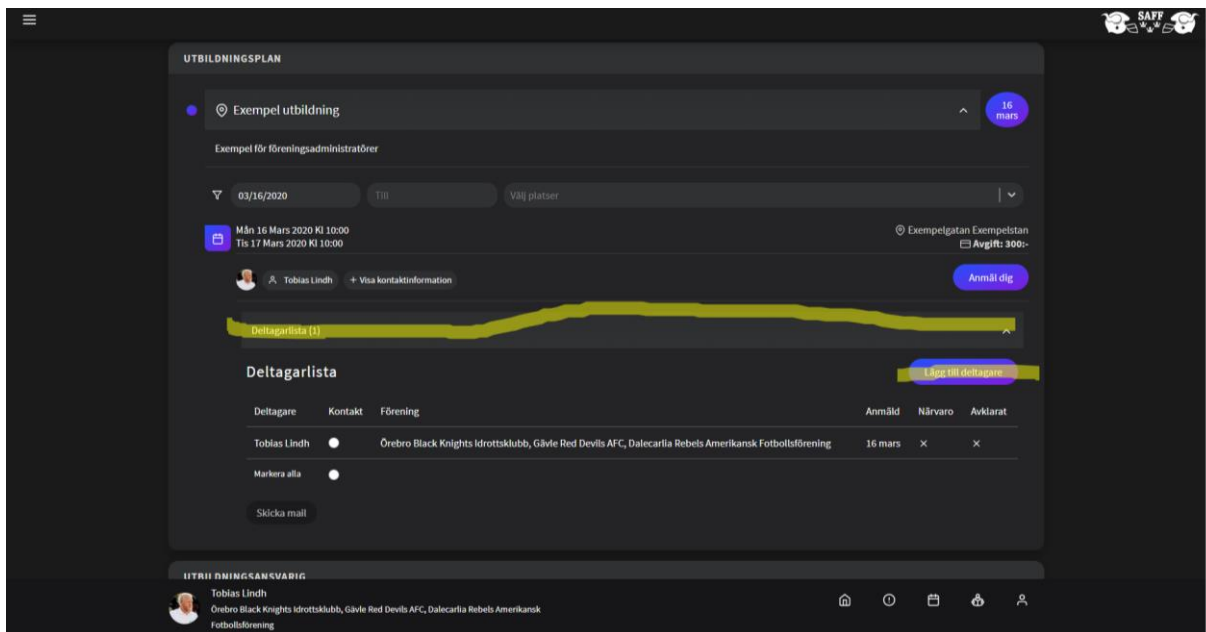 SAFF
UTBILDNINGSPLAN
Exempel utbildning
16
mars
Exempel för föreningsadministratörer
03/16/2020 Till Välj platser
Mån 16 Mars 2020 Kl 10:00
Tis 17 Mars 2020 Kl 10:00
Exempelgatan Exempelstan
Avgift: 300:-
Tobias Lindh + Visa kontaktinformation Anmäl dig
Deltagarlista (1)
Deltagarlista Lägg till deltagare
Deltagare Kontakt Förening Anmäld Närvaro Avklarat
Tobias Lindh Örebro Black Knights Idrottsklubb, Gävle Red Devils AFC, Dalecarlia Rebels Amerikansk Fotbollsförening 16 mars × ×
Markera alla
Skicka mail
UTBILDNINGSANSVARIG
Tobias Lindh
Örebro Black Knights Idrottsklubb, Gävle Red Devils AFC, Dalecarlia Rebels Amerikansk
Fotbollsförening